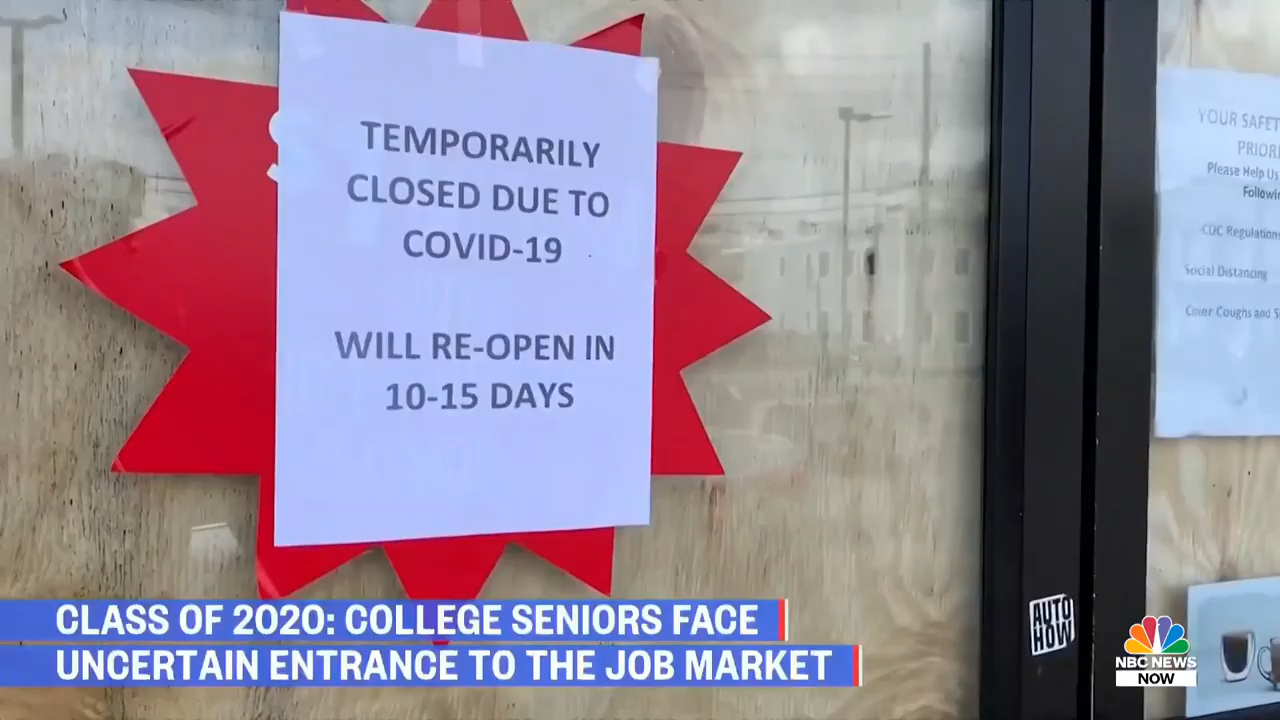 TEMPORARILY
CLOSED DUE TO
COVID-19
WILL RE-OPEN IN
10-15 DAYS
YOUR SAFET
PRIOR
Please Help Us
Followin
CDC Regulations
Social Distancing
Cover Coughs and S
AUTO
HOW
CLASS OF 2020: COLLEGE SENIORS FACE
UNCERTAIN ENTRANCE TO THE JOB MARKET
NBC NEWS
NOW